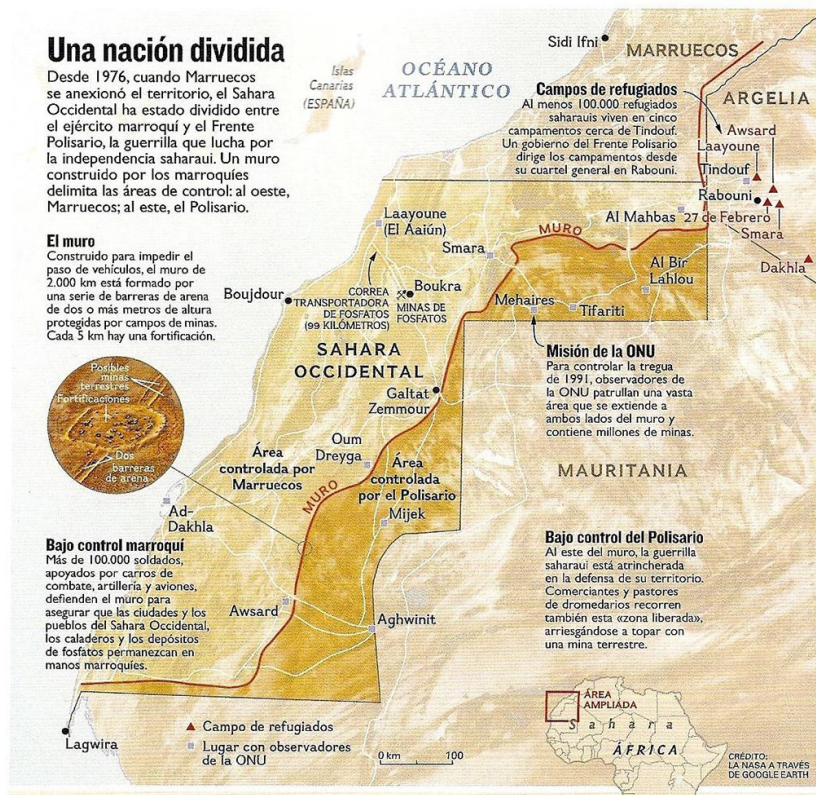 Una nación dividida
Desde 1976, cuando Marruecos
se anexionó el territorio, el Sahara
Occidental ha estado dividido entre
el ejército marroquí y el Frente
Polisario, la guerrilla que lucha por
la independencia saharaui. Un muro
construido por los marroquíes
delimita las áreas de control: al oeste,
Marruecos; al este, el Polisario.
El muro
Construido para impedir el
paso de vehículos, el muro de
2.000 km está formado por
una serie de barreras de arena
de dos o más metros de altura
protegidas por campos de minas.
Cada 5 km hay una fortificación.
Posibles
minas
terrestres
Fortificaciones
Dos
barreras
de arena
Bajo control marroquí
Más de 100.000 soldados,
apoyados por carros de
combate, artillería y aviones,
defienden el muro para
asegurar que las ciudades y los
pueblos del Sahara Occidental,
los caladeros y los depósitos
de fosfatos permanezcan en
manos marroquíes.
Islas
Canarias
(ESPAÑA)
OCÉANO
ATLÁNTICO
Sidi Ifni
MARRUECOS
ARGELIA
Campos de refugiados
Al menos 100.000 refugiados
saharauis viven en cinco
campamentos cerca de Tindouf.
Un gobierno del Frente Polisario
dirige los campamentos desde
su cuartel general en Rabouni.
Awsard
Laayoune
Tindouf
Rabouni
27 de Febrero
Smara
Dakhla
Al Mahbas
Laayoune
(El Aaiún)
MURO
Smara
Al Bir
Lahlou
Boujdour
CORREA
TRANSPORTADORA
DE FOSFATOS
(99 KILÓMETROS)
Boukra
MINAS DE
FOSFATOS
Mehaires
Tifariti
SAHARA
OCCIDENTAL
Misión de la ONU
Para controlar la tregua
de 1991, observadores de
la ONU patrullan una vasta
área que se extiende a
ambos lados del muro y
contiene millones de minas.
Galtat
Zemmour
Oum
Dreyga
Área
controlada por
Marruecos
Área
controlada
por el Polisario
MURO
MAURITANIA
Mijek
Ad-
Dakhla
Bajo control del Polisario
Al este del muro, la guerrilla
saharaui está atrincherada
en la defensa de su territorio.
Comerciantes y pastores
de dromedarios recorren
también esta «zona liberada»,
arriesgándose a topar con
una mina terrestre.
Awsard
Aghwinit
Lagwira
Campo de refugiados
Lugar con observadores
de la ONU
0 km 100
ÁREA
AMPLIADA
Sahara
ÁFRICA
CRÉDITO:
LA NASA A TRAVÉS
DE GOOGLE EARTH